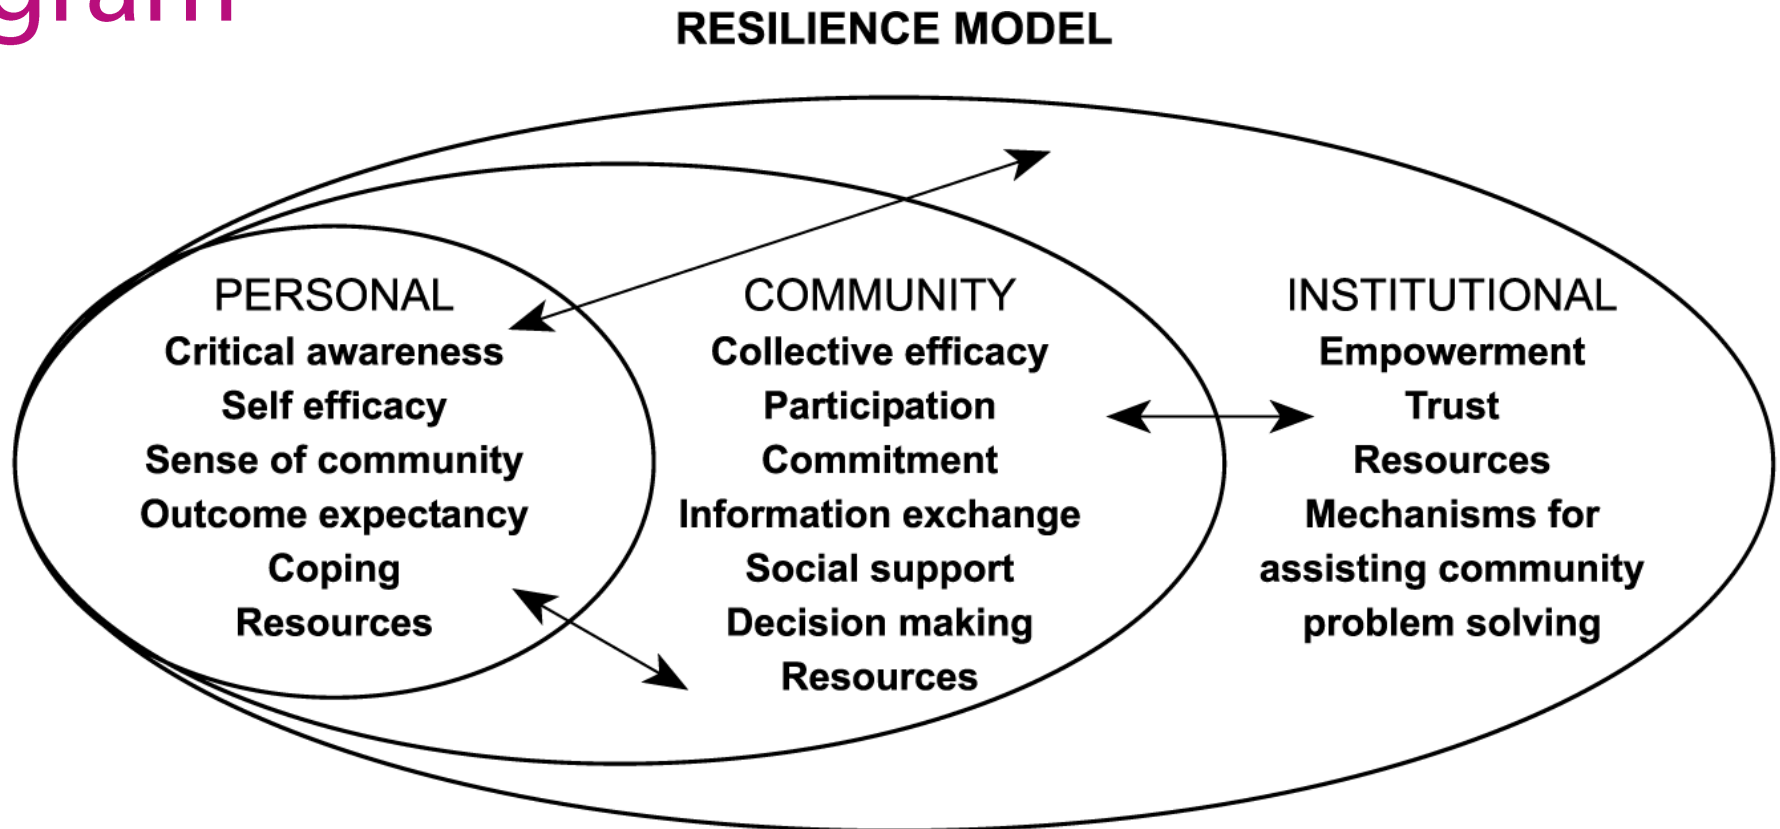 gram
RESILIENCE MODEL
PERSONAL
Critical awareness
Self efficacy
Sense of community
Outcome expectancy
Coping
Resources
COMMUNITY
Collective efficacy
Participation
Commitment
Information exchange
Social support
Decision making
Resources
INSTITUTIONAL
Empowerment
Trust
Resources
Mechanisms for
assisting community
problem solving